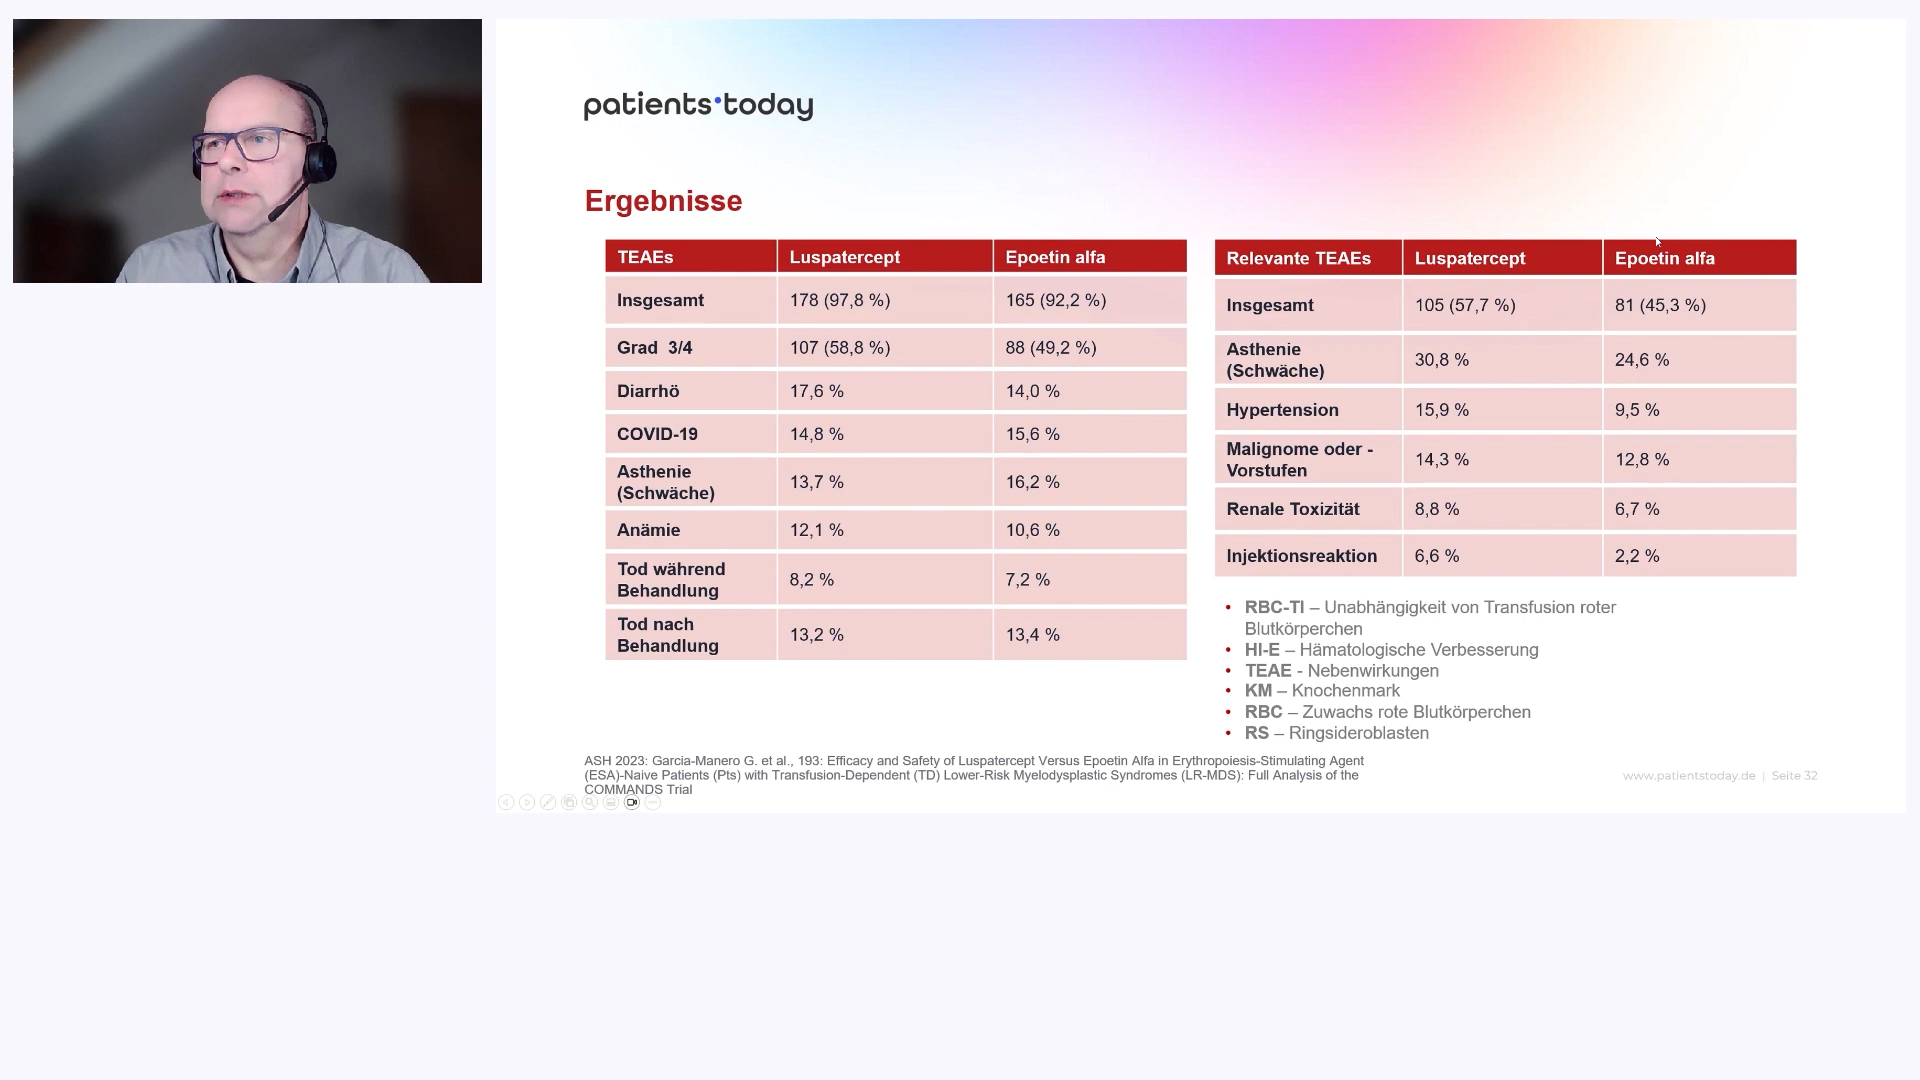 patients•today
Ergebnisse
TEAEs Luspatercept Epoetin alfa
Insgesamt 178 (97,8 %) 165 (92,2 %)
Grad 3/4 107 (58,8 %) 88 (49,2 %)
Diarrhö 17,6 % 14,0 %
COVID-19 14,8 % 15,6 %
Asthenie
(Schwäche) 13,7 % 16,2 %
Anämie 12,1 % 10,6 %
Tod während
Behandlung 8,2 % 7,2 %
Tod nach
Behandlung 13,2 % 13,4 %
Relevante TEAEs Luspatercept Epoetin alfa
Insgesamt 105 (57,7 %) 81 (45,3 %)
Asthenie
(Schwäche) 30,8 % 24,6 %
Hypertension 15,9 % 9,5 %
Malignome oder -
Vorstufen 14,3 % 12,8 %
Renale Toxizität 8,8 % 6,7 %
Injektionsreaktion 6,6 % 2,2 %
• RBC-TI – Unabhängigkeit von Transfusion roter
Blutkörperchen
• HI-E – Hämatologische Verbesserung
• TEAE - Nebenwirkungen
• KM – Knochenmark
• RBC – Zuwachs rote Blutkörperchen
• RS – Ringsideroblasten
ASH 2023: Garcia-Manero G. et al., 193: Efficacy and Safety of Luspatercept Versus Epoetin Alfa in Erythropoiesis-Stimulating Agent
(ESA)-Naive Patients (Pts) with Transfusion-Dependent (TD) Lower-Risk Myelodysplastic Syndromes (LR-MDS): Full Analysis of the
COMMANDS Trial
www.patientstoday.de | Seite 32